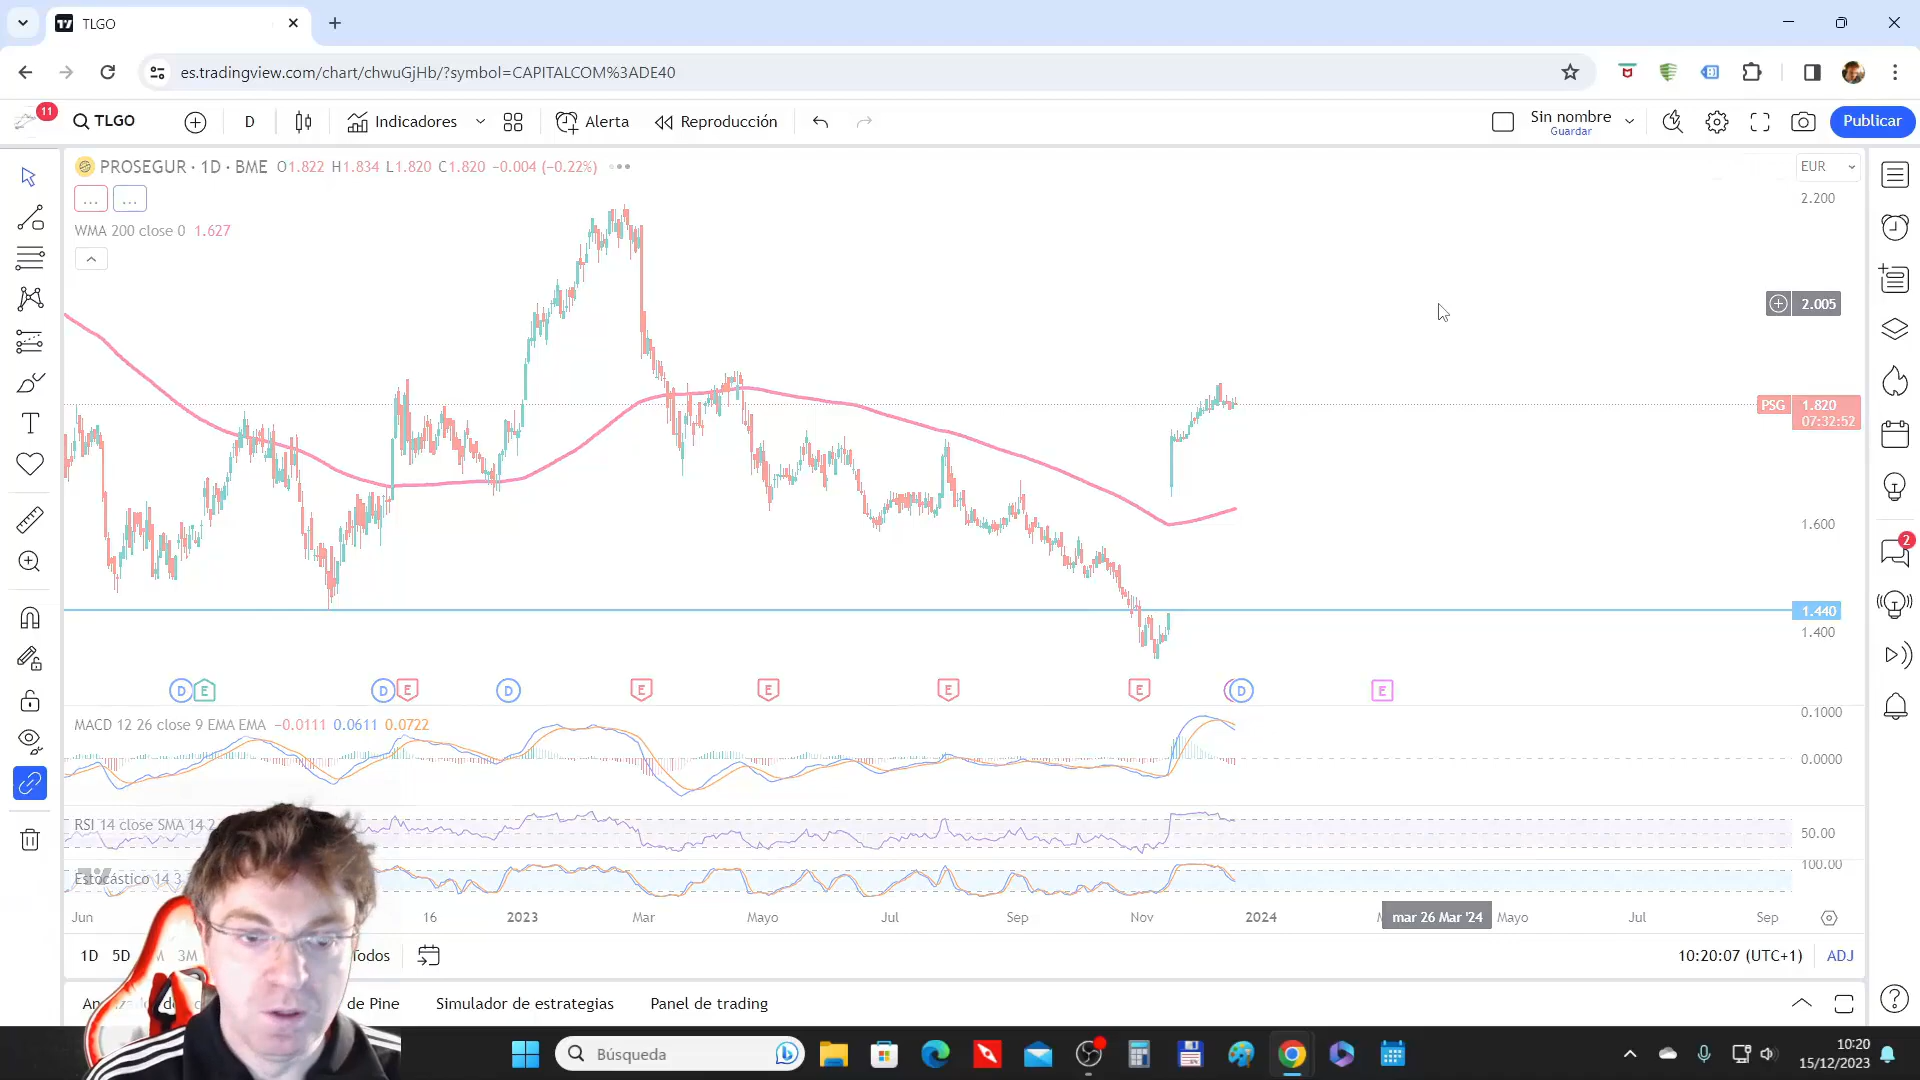 TLGO
es.tradingview.com/chart/chwuGjHb/?symbol=CAPITALCOM%3ADE40
11
TLGO
D
Indicadores
Alerta
Reproducción
Sin nombre
Guardar
Publicar
PROSEGUR · 1D · BME O1.822 H1.834 L1.820 C1.820 −0.004 (−0.22%)
EUR
2.200
...
...
WMA 200 close 0 1.627
2.005
PSG 1.820
07:32:52
1.600
1.440
1.400
2
D E D E D E E E E D E
MACD 12 26 close 9 EMA EMA −0.0111 0.0611 0.0722
0.1000
0.0000
RSI 14 close SMA 14 2
50.00
100.00
Estocástico 14 3
Jun 16 2023 Mar Mayo Jul Sep Nov 2024 mar 26 Mar '24 Mayo Jul Sep
1D 5D M 3M Todos
10:20:07 (UTC+1) ADJ
de Pine Simulador de estrategias Panel de trading
Búsqueda
10:20
15/12/2023